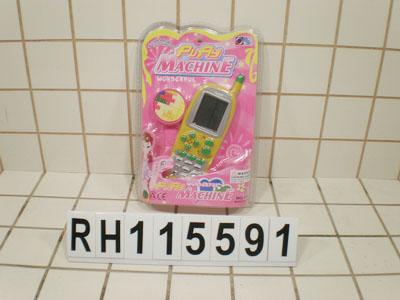 PLAY
MACHINE
WONDERFUL
PLAY
MACHINE
RH115591